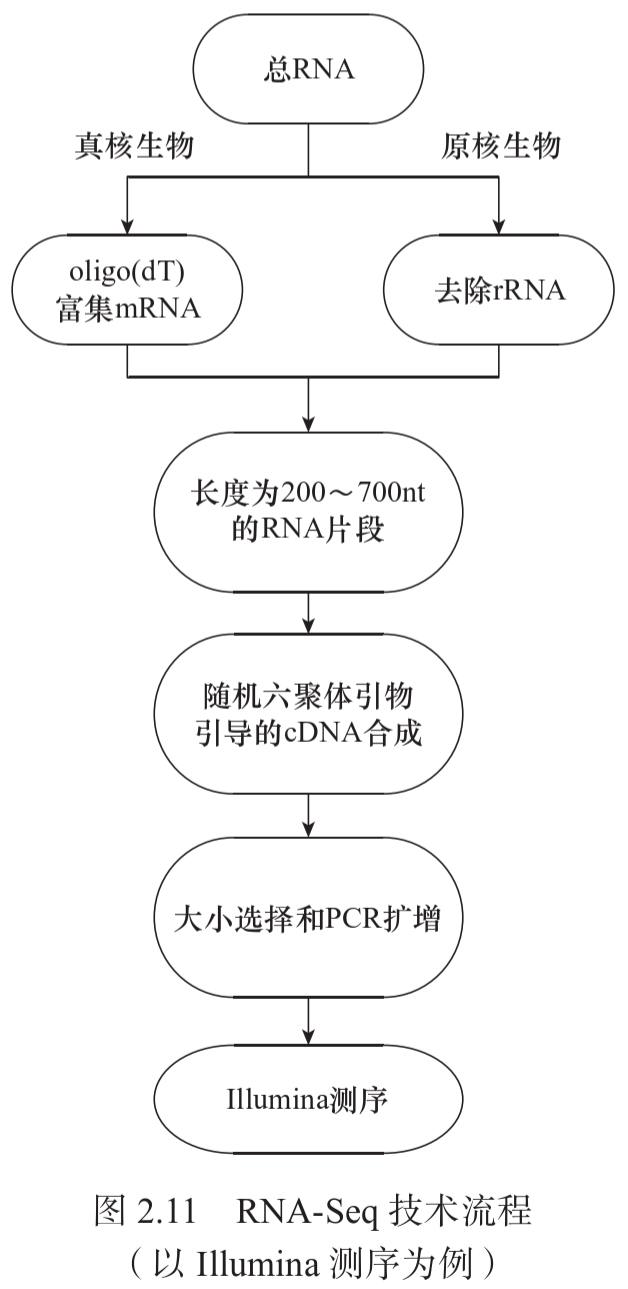 总RNA
真核生物
原核生物
oligo(dT)
富集mRNA
去除rRNA
长度为200～700nt
的RNA片段
随机六聚体引物
引导的cDNA合成
大小选择和PCR扩增
Illumina测序
图 2.11 RNA-Seq 技术流程
（以 Illumina 测序为例）